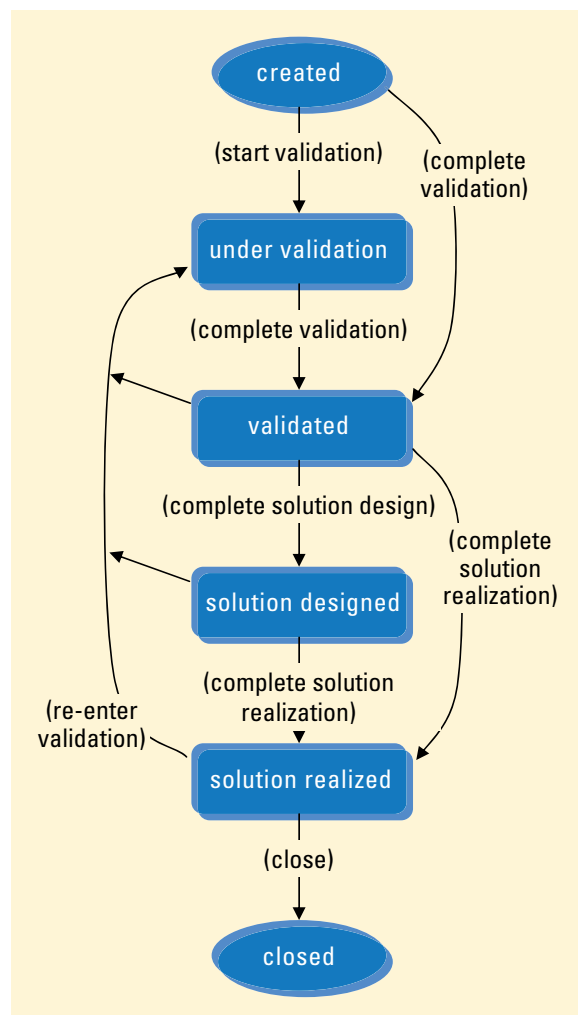 created
(start validation)
(complete
validation)
under validation
(complete validation)
validated
(complete solution design)
(complete
solution
realization)
solution designed
(complete solution
realization)
(re-enter
validation)
solution realized
(close)
closed